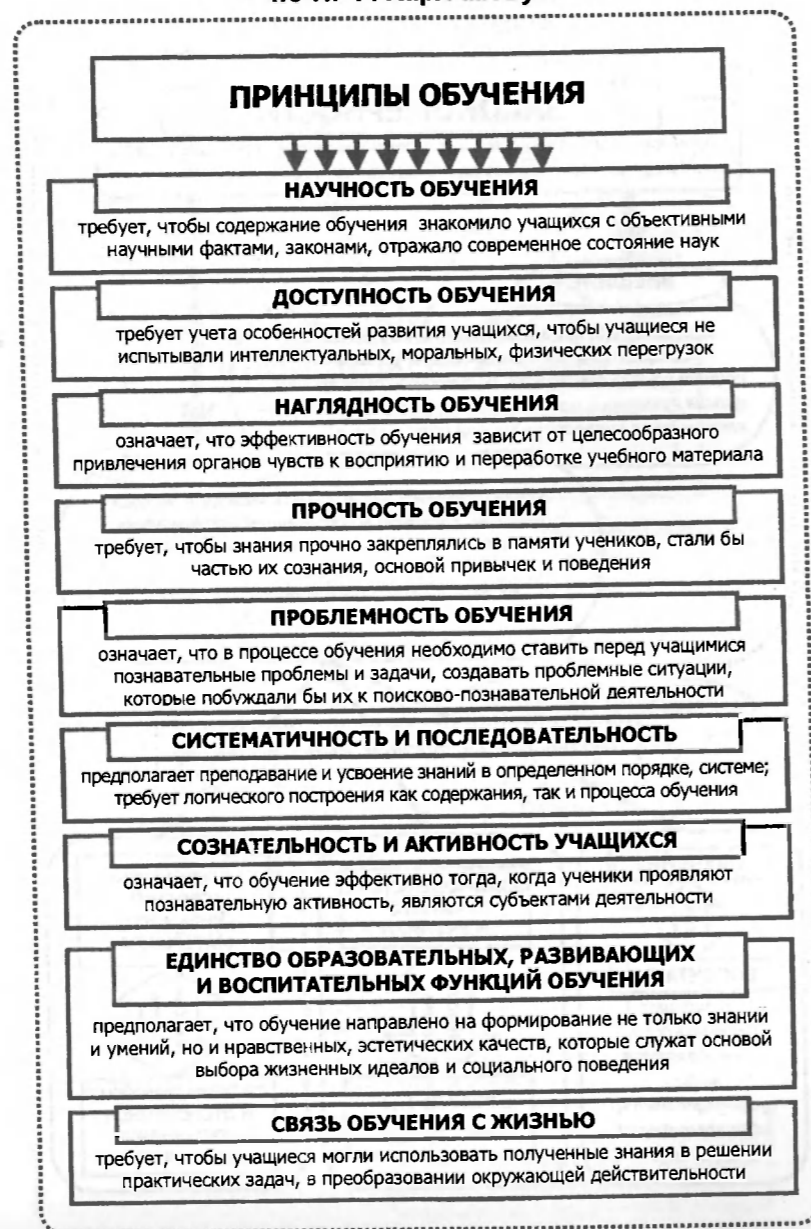 ПРИНЦИПЫ ОБУЧЕНИЯ
НАУЧНОСТЬ ОБУЧЕНИЯ
требует, чтобы содержание обучения знакомило учащихся с объективными
научными фактами, законами, отражало современное состояние наук
ДОСТУПНОСТЬ ОБУЧЕНИЯ
требует учета особенностей развития учащихся, чтобы учащиеся не
испытывали интеллектуальных, моральных, физических перегрузок
НАГЛЯДНОСТЬ ОБУЧЕНИЯ
означает, что эффективность обучения зависит от целесообразного
привлечения органов чувств к восприятию и переработке учебного материала
ПРОЧНОСТЬ ОБУЧЕНИЯ
требует, чтобы знания прочно закреплялись в памяти учеников, стали бы
частью их сознания, основой привычек и поведения
ПРОБЛЕМНОСТЬ ОБУЧЕНИЯ
означает, что в процессе обучения необходимо ставить перед учащимися
познавательные проблемы и задачи, создавать проблемные ситуации,
которые побуждали бы их к поисково-познавательной деятельности
СИСТЕМАТИЧНОСТЬ И ПОСЛЕДОВАТЕЛЬНОСТЬ
предполагает преподавание и усвоение знаний в определенном порядке, системе;
требует логического построения как содержания, так и процесса обучения
СОЗНАТЕЛЬНОСТЬ И АКТИВНОСТЬ УЧАЩИХСЯ
означает, что обучение эффективно тогда, когда ученики проявляют
познавательную активность, являются субъектами деятельности
ЕДИНСТВО ОБРАЗОВАТЕЛЬНЫХ, РАЗВИВАЮЩИХ
И ВОСПИТАТЕЛЬНЫХ ФУНКЦИЙ ОБУЧЕНИЯ
предполагает, что обучение направлено на формирование не только знаний
и умений, но и нравственных, эстетических качеств, которые служат основой
выбора жизненных идеалов и социального поведения
СВЯЗЬ ОБУЧЕНИЯ С ЖИЗНЬЮ
требует, чтобы учащиеся могли использовать полученные знания в решении
практических задач, в преобразовании окружающей действительности